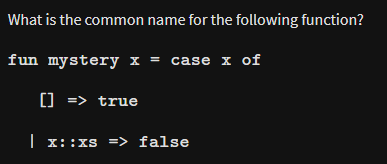 What is the common name for the following function?
fun mystery x = case x of
[] => true
| x::xs => false